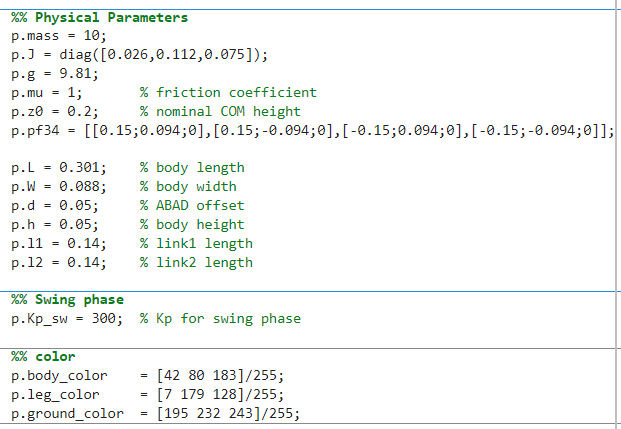 %% Physical Parameters
p.mass = 10;
p.J = diag([0.026,0.112,0.075]);
p.g = 9.81;
p.mu = 1;       % friction coefficient
p.z0 = 0.2;     % nominal COM height
p.pf34 = [[0.15;0.094;0],[0.15;-0.094;0],[-0.15;0.094;0],[-0.15;-0.094;0]];
p.L = 0.301;    % body length
p.W = 0.088;    % body width
p.d = 0.05;     % ABAD offset
p.h = 0.05;     % body height
p.l1 = 0.14;    % link1 length
p.l2 = 0.14;    % link2 length
%% Swing phase
p.Kp_sw = 300;  % Kp for swing phase
%% color
p.body_color    = [42 80 183]/255;
p.leg_color     = [7 179 128]/255;
p.ground_color  = [195 232 243]/255;